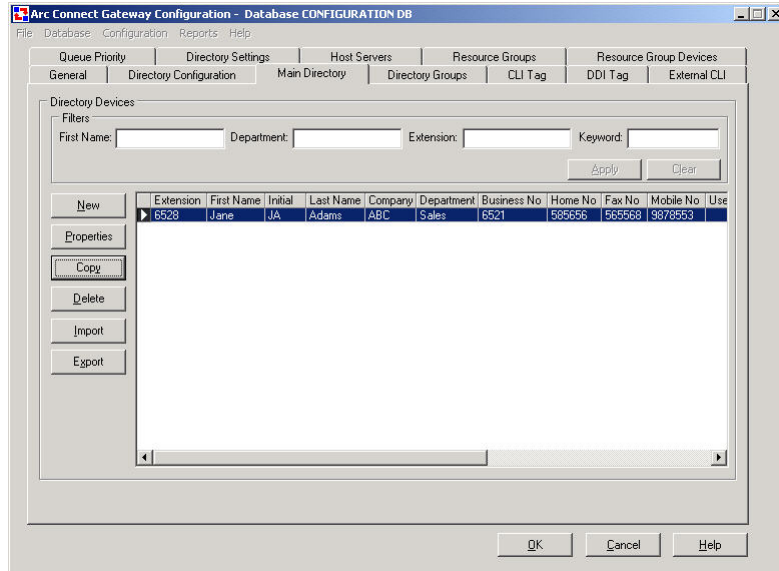 Arc Connect Gateway Configuration - Database CONFIGURATION DB
File Database Configuration Reports Help
Queue Priority Directory Settings Host Servers Resource Groups Resource Group Devices
General Directory Configuration Main Directory Directory Groups CLI Tag DDI Tag External CLI
Directory Devices
Filters
First Name: Department: Extension: Keyword:
Apply Clear
New
Properties
Copy
Delete
Import
Export
Extension First Name Initial Last Name Company Department Business No Home No Fax No Mobile No Use
6528 Jane JA Adams ABC Sales 6521 585656 565568 9878553
OK Cancel Help